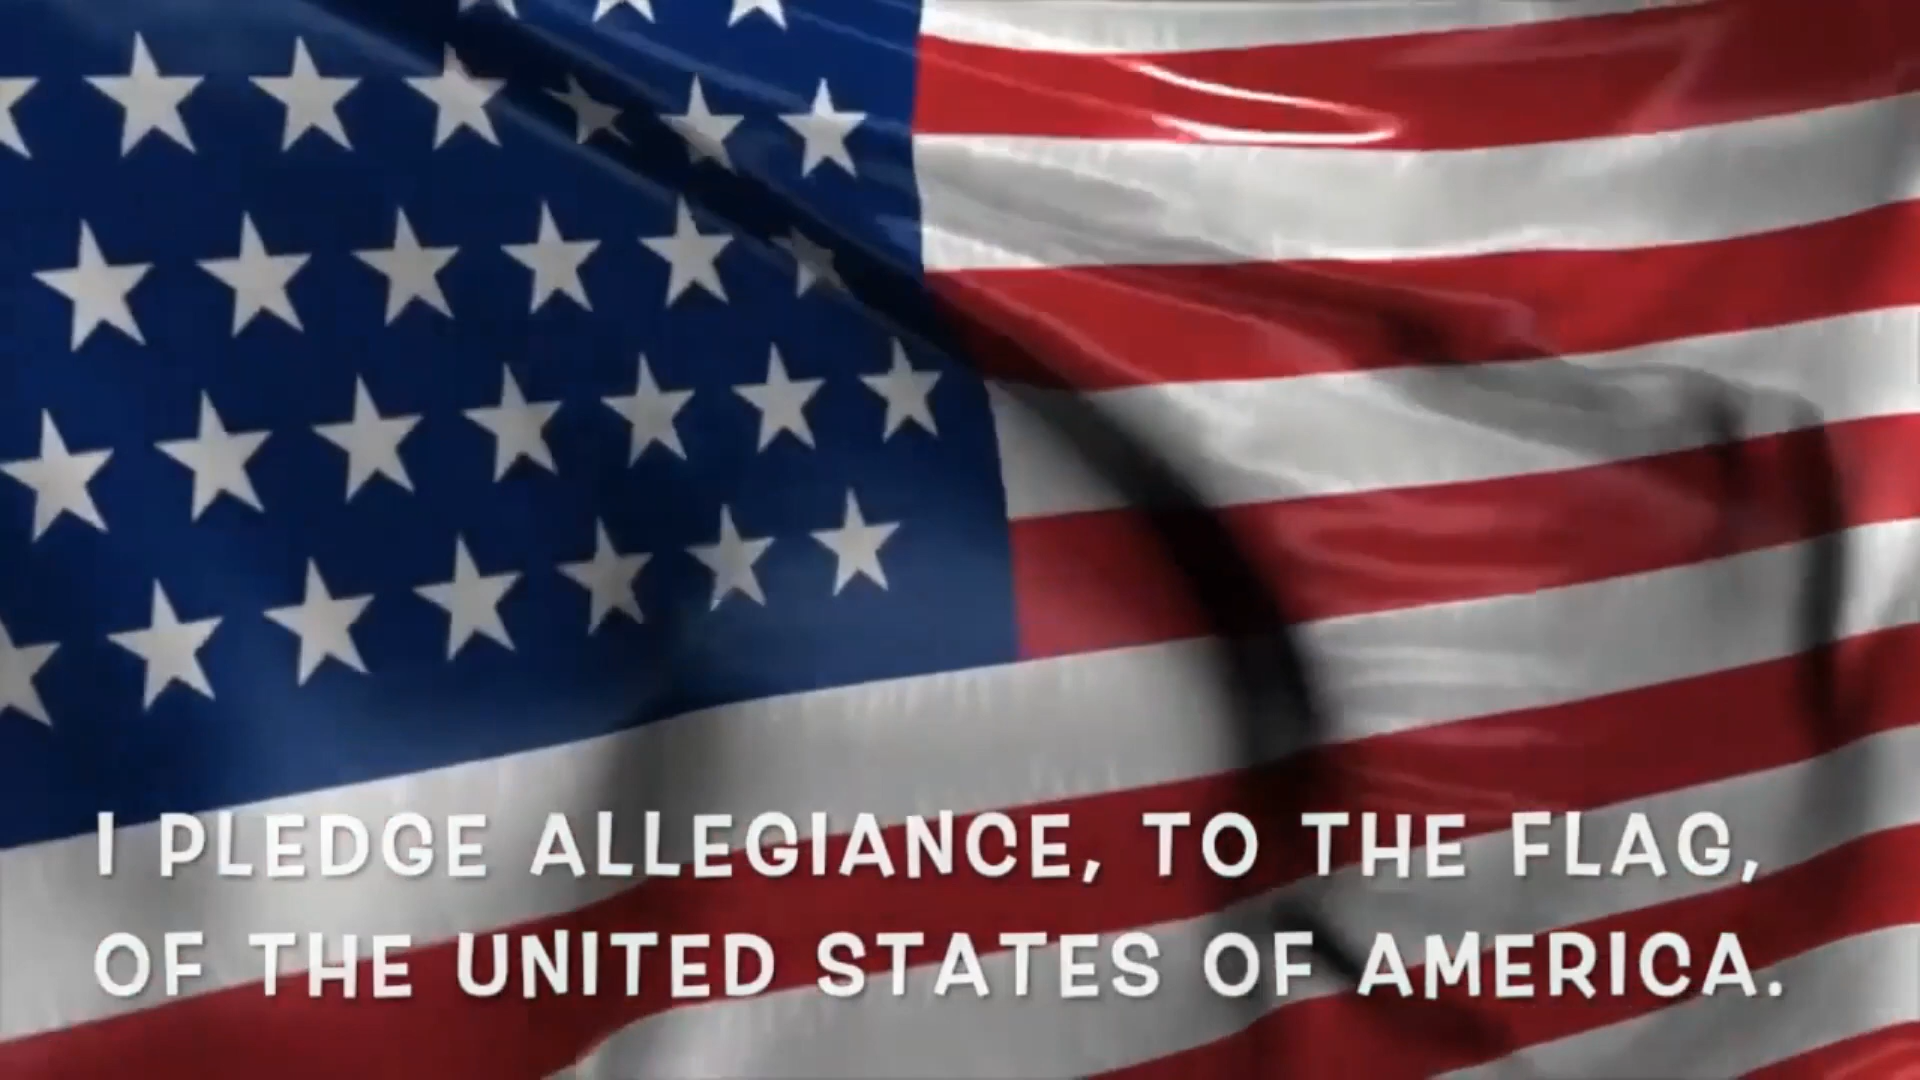 I PLEDGE ALLEGIANCE, TO THE FLAG,
OF THE UNITED STATES OF AMERICA.